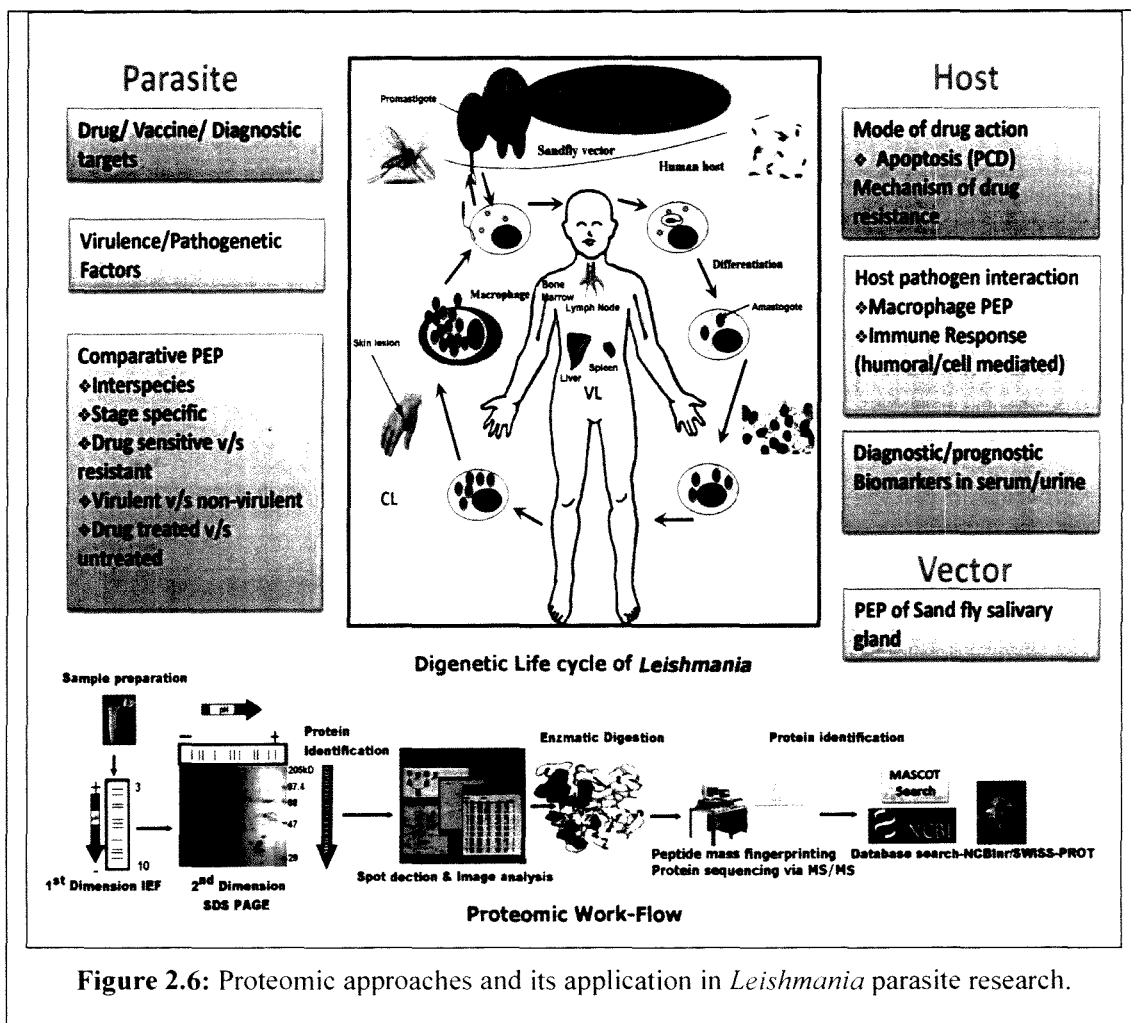 Parasite
Drug/ Vaccine/ Diagnostic
targets
Virulence/Pathogenetic
Factors
Comparative PEP
❖Interspecies
❖Stage specific
❖Drug sensitive v/s
resistant
❖Virulent v/s non-virulent
❖Drug treated v/s
untreated
Promastigote
Sandfly vector
Human host
Differentiation
Bone
Marrow
Macrophage
Lymph Node
Amastogote
Skin lesion
Spleen
Liver
VL
CL
Host
Mode of drug action
❖ Apoptosis (PCD)
Mechanism of drug
resistance
Host pathogen interaction
❖Macrophage PEP
❖Immune Response
(humoral/cell mediated)
Diagnostic/prognostic
Biomarkers in serum/urine
Vector
PEP of Sand fly salivary
gland
Digenetic Life cycle of Leishmania
Sample preparation
pH
− +
Protein
identification
Enzmatic Digestion
Protein identification
+
3
10
-
205kD
97.4
68
47
29
MASCOT
Search
NCBI
1st Dimension IEF
2nd Dimension
SDS PAGE
Spot dection & Image analysis
Peptide mass fingerprinting
Protein sequencing via MS/MS
Database search-NCBInr/SWISS-PROT
Proteomic Work-Flow
Figure 2.6: Proteomic approaches and its application in Leishmania parasite research.